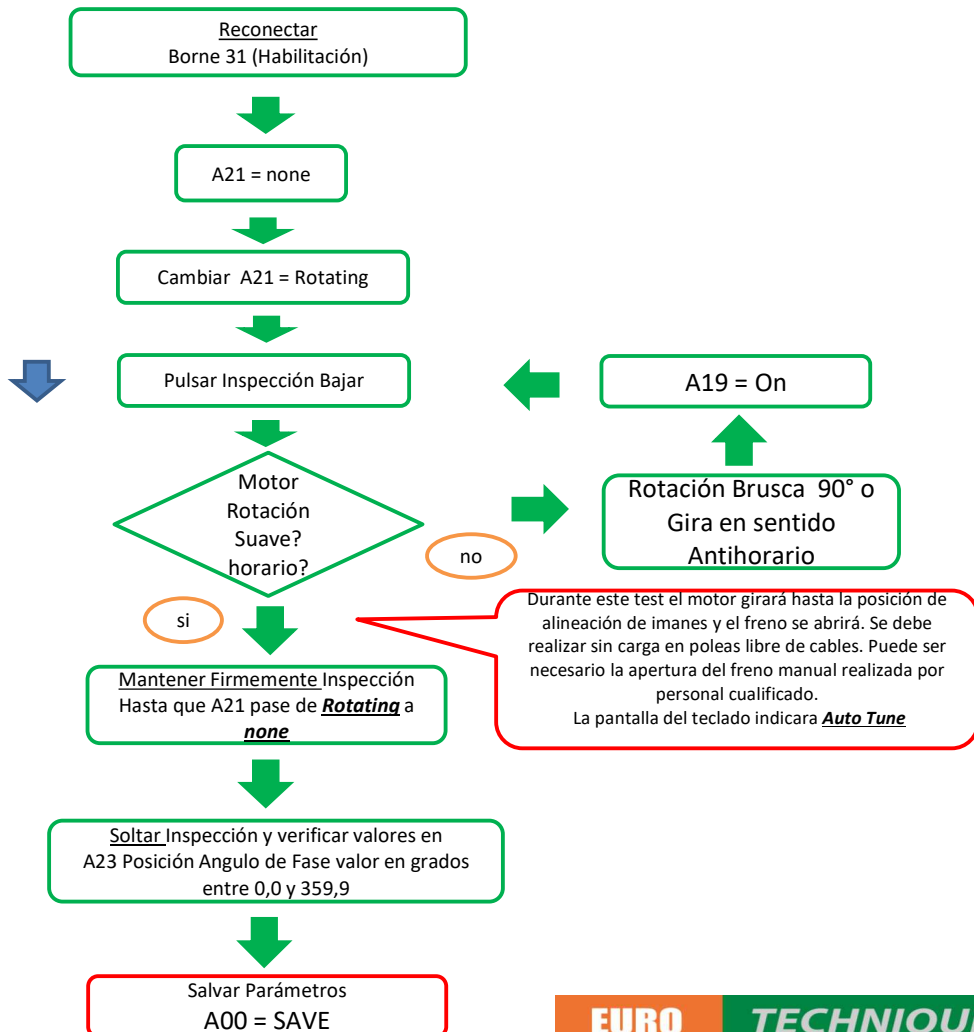 Reconectar
Borne 31 (Habilitación)
A21 = none
Cambiar A21 = Rotating
Pulsar Inspección Bajar
A19 = On
Motor
Rotación
Suave?
horario?
no
Rotación Brusca 90° o
Gira en sentido
Antihorario
si
Durante este test el motor girará hasta la posición de
alineación de imanes y el freno se abrirá. Se debe
realizar sin carga en poleas libre de cables. Puede ser
necesario la apertura del freno manual realizada por
personal cualificado.
La pantalla del teclado indicara Auto Tune
Mantener Firmemente Inspección
Hasta que A21 pase de Rotating a
none
Soltar Inspección y verificar valores en
A23 Posición Angulo de Fase valor en grados
entre 0,0 y 359,9
Salvar Parámetros
A00 = SAVE
EURO TECHNIQU